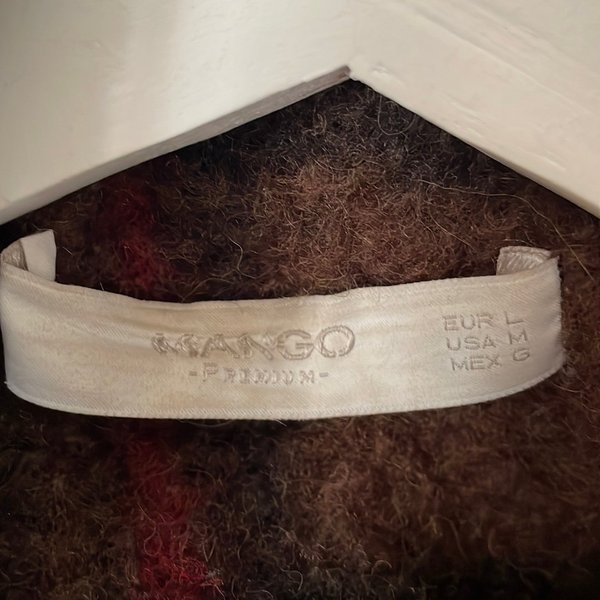 MANGO
-PREMIUM-
EUR L
USA M
MEX G